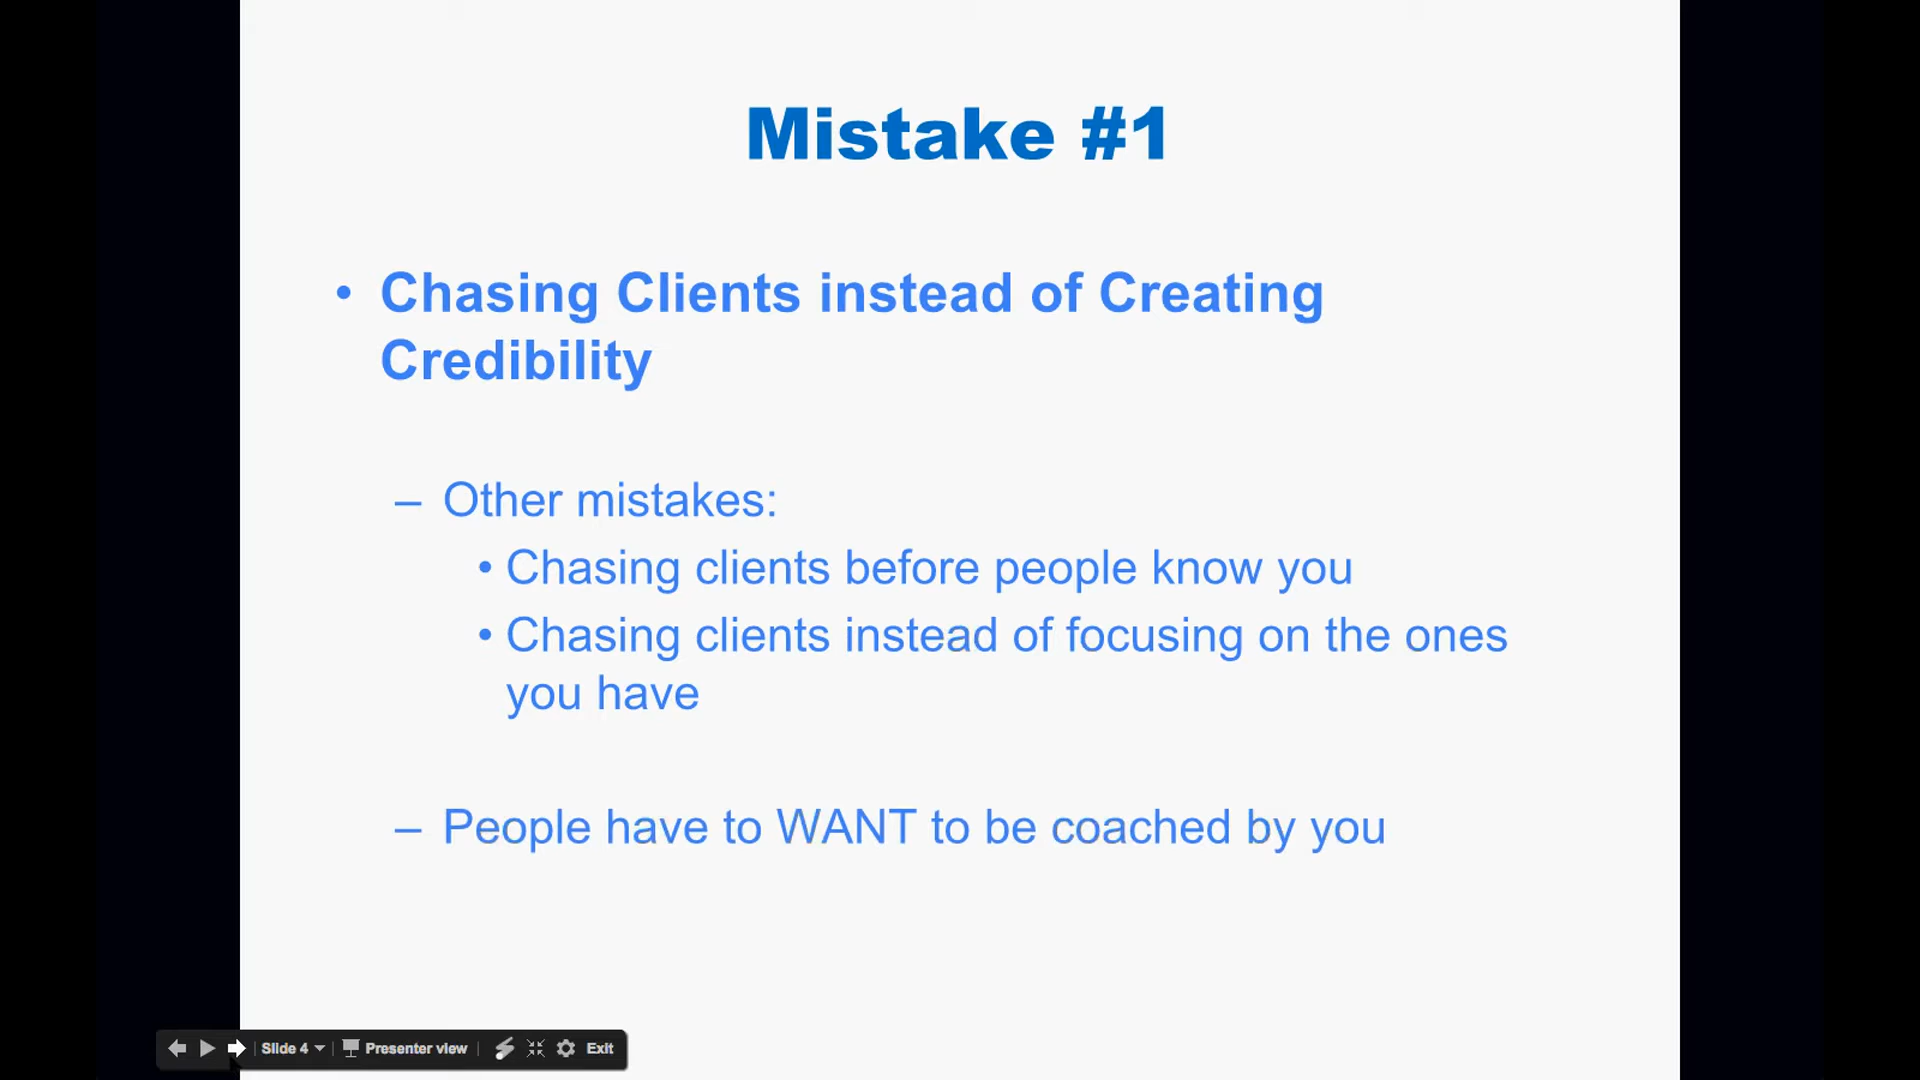 Mistake #1
• Chasing Clients instead of Creating
Credibility
– Other mistakes:
• Chasing clients before people know you
• Chasing clients instead of focusing on the ones
you have
– People have to WANT to be coached by you
Slide 4 Presenter view Exit